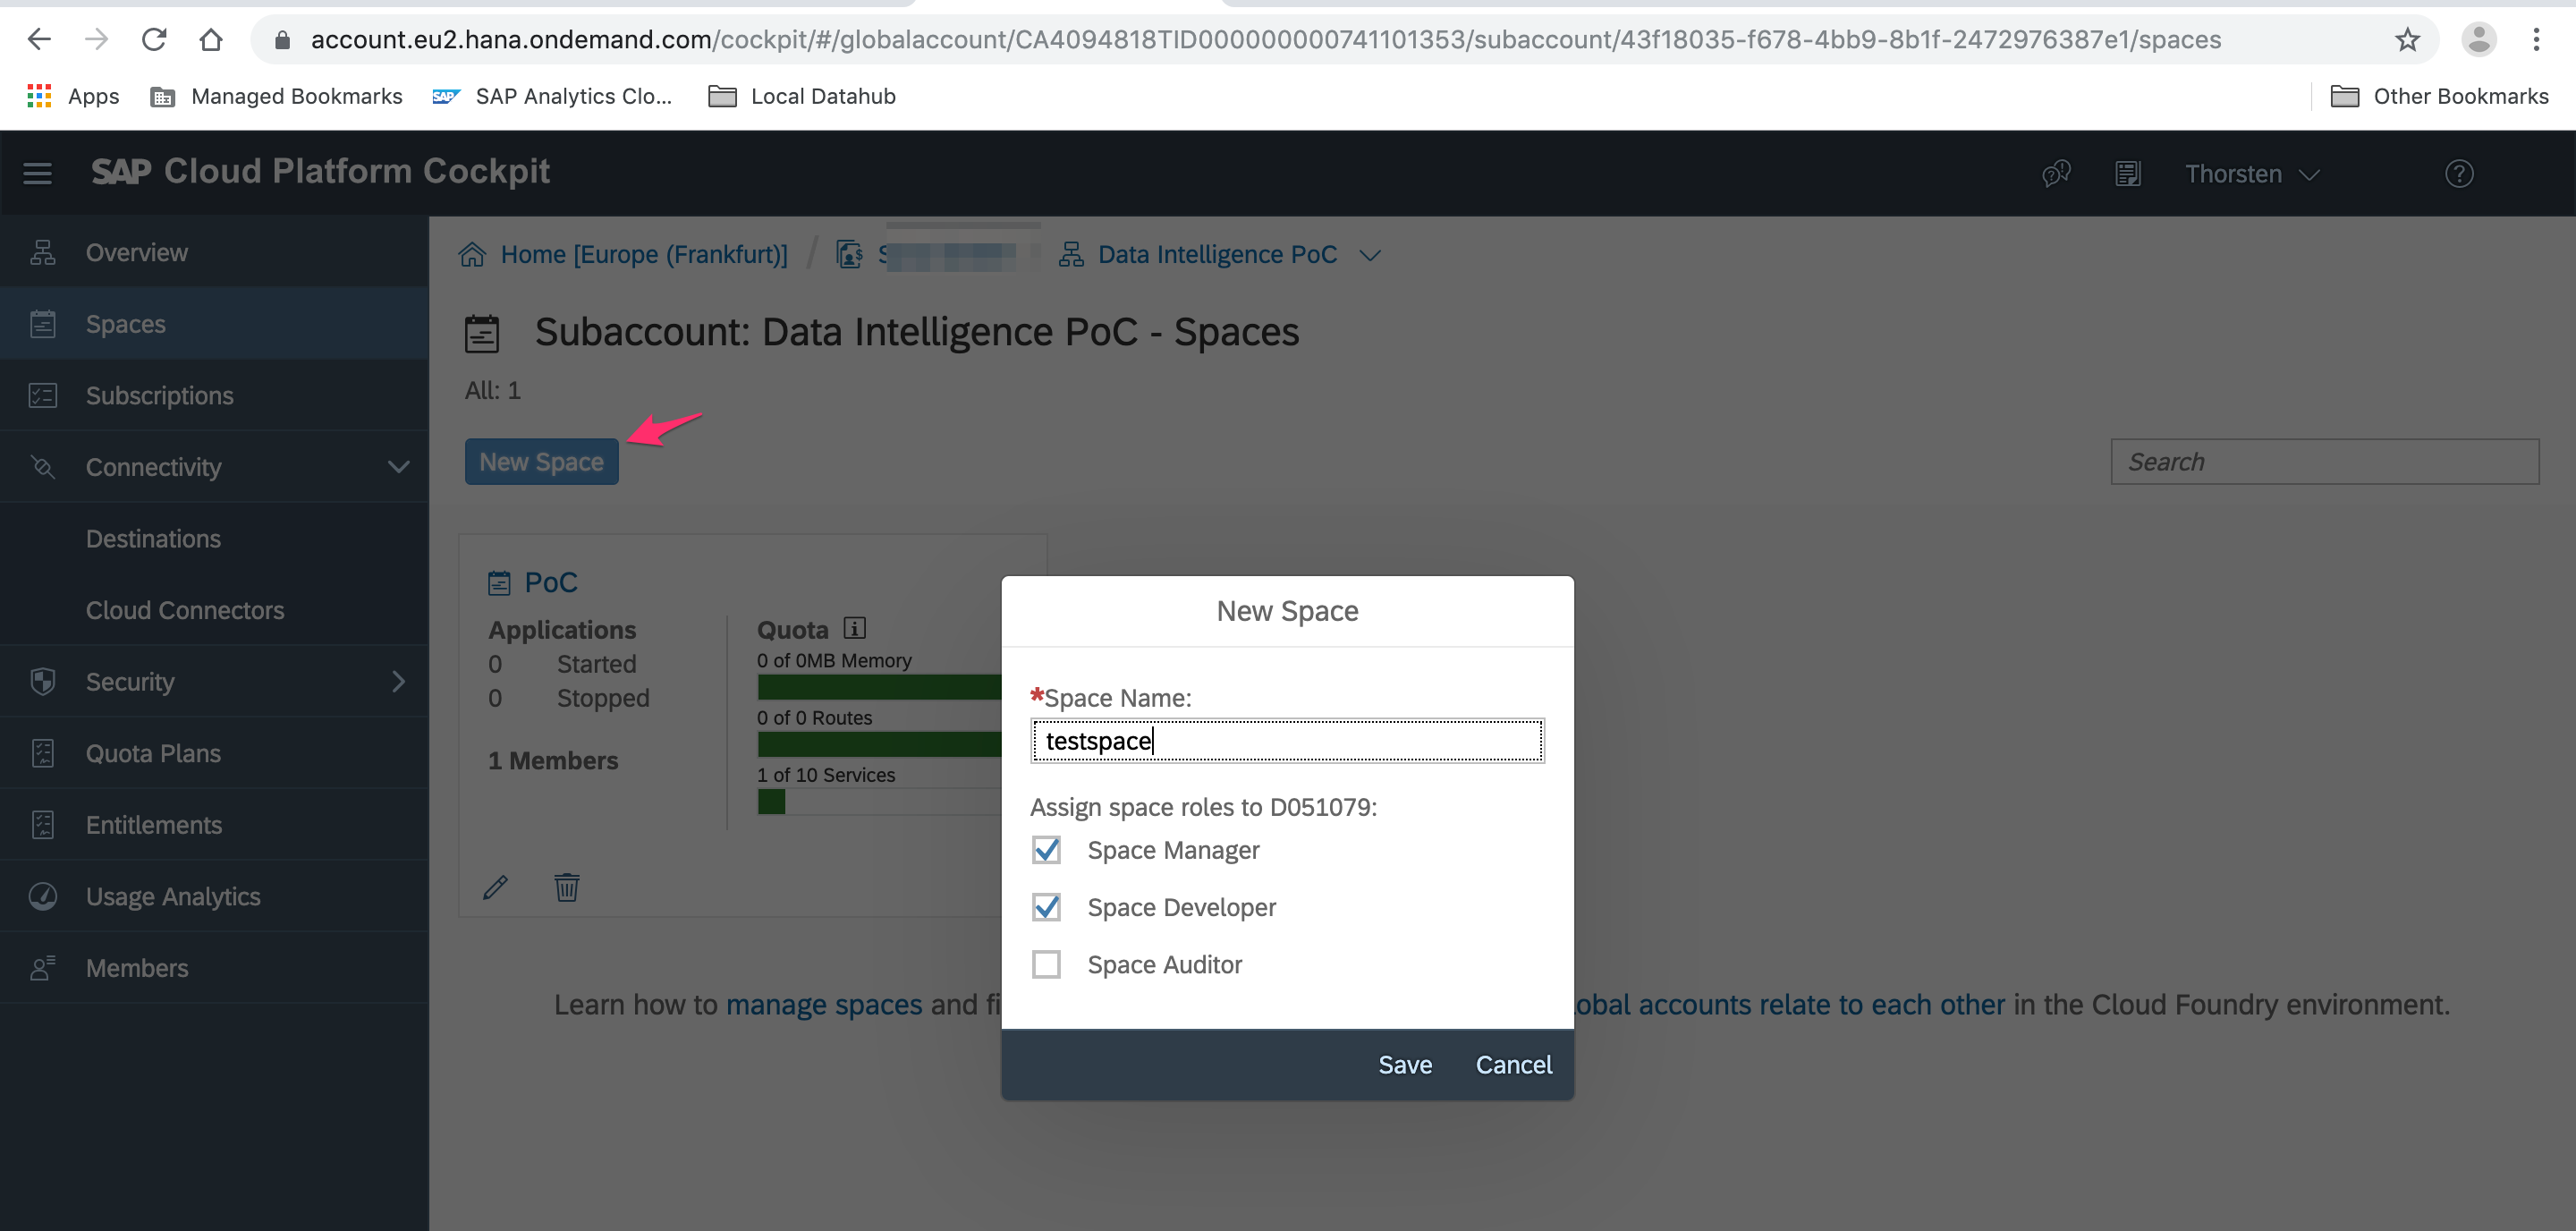 account.eu2.hana.ondemand.com/cockpit/#/globalaccount/CA4094818TID000000000741101353/subaccount/43f18035-f678-4bb9-8b1f-2472976387e1/spaces
Apps Managed Bookmarks SAP SAP Analytics Clo... Local Datahub Other Bookmarks
SAP Cloud Platform Cockpit Thorsten
Overview
Spaces
Subscriptions
Connectivity
Destinations
Cloud Connectors
Security
Quota Plans
Entitlements
Usage Analytics
Members
Home [Europe (Frankfurt)] / S Data Intelligence PoC
Subaccount: Data Intelligence PoC - Spaces
All: 1
New Space
Search
PoC
Applications
0 Started
0 Stopped
1 Members
Quota
0 of 0MB Memory
0 of 0 Routes
1 of 10 Services
New Space
*Space Name:
testspace
Assign space roles to D051079:
Space Manager
Space Developer
Space Auditor
Save Cancel
Learn how to manage spaces and fi obal accounts relate to each other in the Cloud Foundry environment.